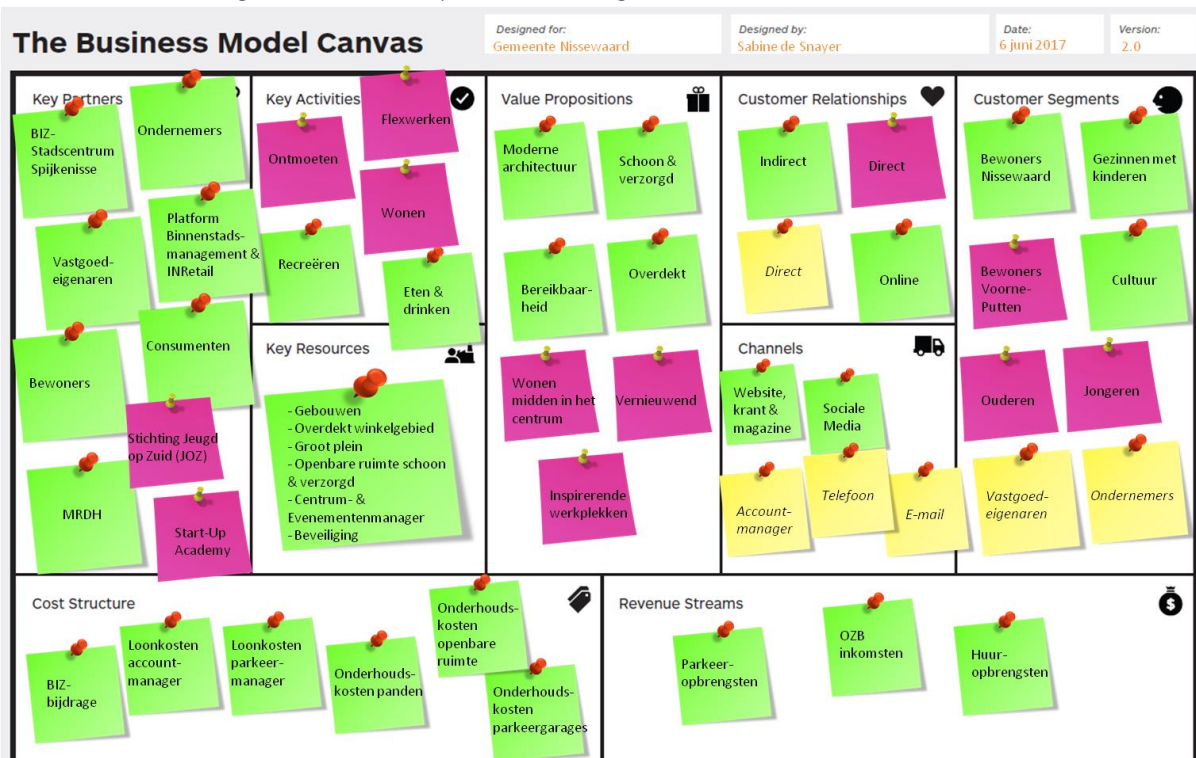 The Business Model Canvas
Designed for:
Gemeente Nissewaard
Designed by:
Sabine de Snayer
Date:
6 juni 2017
Version:
2.0
Key Partners
BIZ-
Stadscentrum
Spijkenisse
Ondernemers
Vastgoed-
eigenaren
Platform
Binnenstads-
management &
INRetail
Bewoners
Consumenten
Stichting Jeugd
op Zuid (JOZ)
MRDH
Start-Up
Academy
Key Activities
Flexwerken
Ontmoeten
Wonen
Recreëren
Eten &
drinken
Key Resources
- Gebouwen
- Overdekt winkelgebied
- Groot plein
- Openbare ruimte schoon
& verzorgd
- Centrum- &
Evenementenmanager
- Beveiliging
Value Propositions
Moderne
architectuur
Schoon &
verzorgd
Bereikbaar-
heid
Overdekt
Wonen
midden in het
centrum
Vernieuwend
Inspirerende
werkplekken
Customer Relationships
Indirect
Direct
Direct
Online
Channels
Website,
krant &
magazine
Sociale
Media
Account-
manager
Telefoon
E-mail
Customer Segments
Bewoners
Nissewaard
Gezinnen met
kinderen
Bewoners
Voorne-
Putten
Cultuur
Ouderen
Jongeren
Vastgoed-
eigenaren
Ondernemers
Cost Structure
BIZ-
bijdrage
Loonkosten
account-
manager
Loonkosten
parkeer-
manager
Onderhouds-
kosten panden
Onderhouds-
kosten
openbare
ruimte
Onderhouds-
kosten
parkeergarages
Revenue Streams
Parkeer-
opbrengsten
OZB
inkomsten
Huur-
opbrengsten